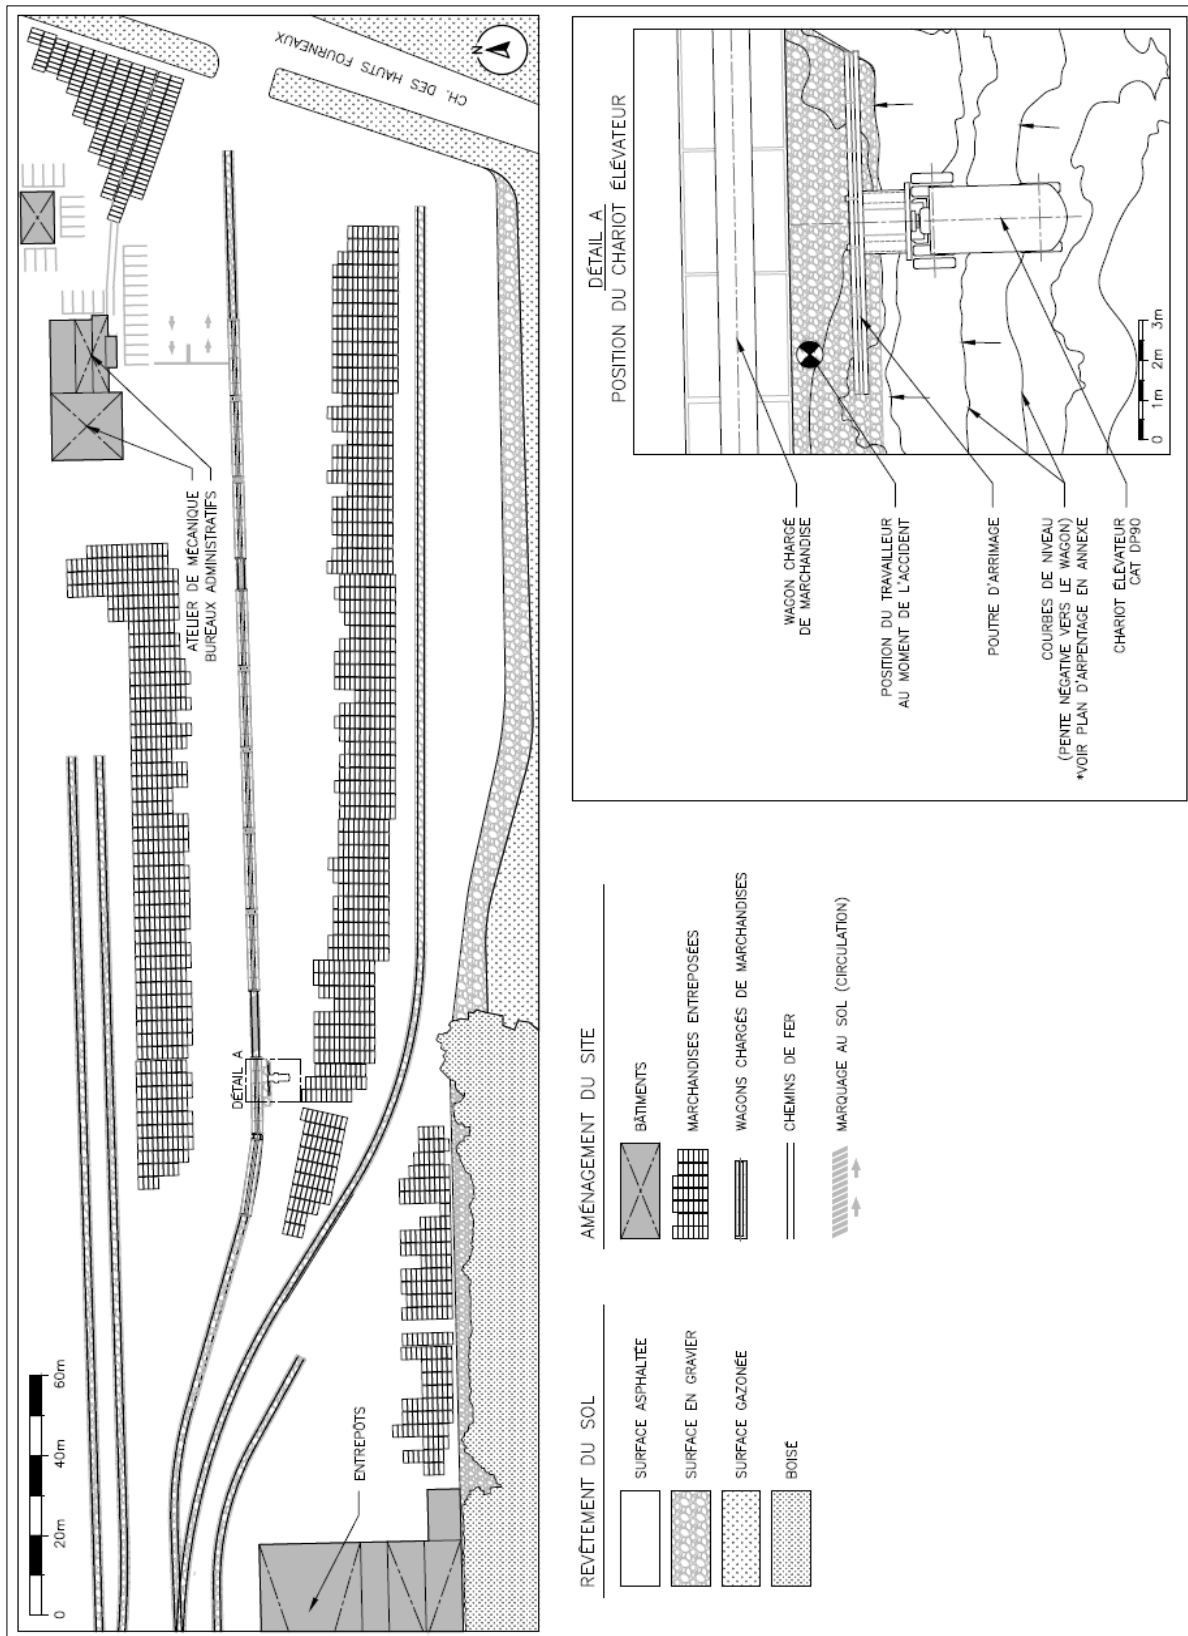 CH. DES HAUTS FOURNEAUX
N
ATELIER DE MÉCANIQUE
BUREAUX ADMINISTRATIFS
DÉTAIL A
ENTREPÔTS
0 20m 40m 60m
REVÊTEMENT DU SOL
SURFACE ASPHALTÉE
SURFACE EN GRAVIER
SURFACE GAZONÉE
BOISÉ
AMÉNAGEMENT DU SITE
BÂTIMENTS
MARCHANDISES ENTREPOSÉES
WAGONS CHARGÉS DE MARCHANDISES
CHEMINS DE FER
MARQUAGE AU SOL (CIRCULATION)
DÉTAIL A
POSITION DU CHARIOT ÉLÉVATEUR
WAGON CHARGÉ
DE MARCHANDISE
POSITION DU TRAVAILLEUR
AU MOMENT DE L'ACCIDENT
POUTRE D'ARRIMAGE
COURBES DE NIVEAU
(PENTE NÉGATIVE VERS LE WAGON)
*VOIR PLAN D'ARPENTAGE EN ANNEXE
CHARIOT ÉLÉVATEUR
CAT DP90
0 1m 2m 3m